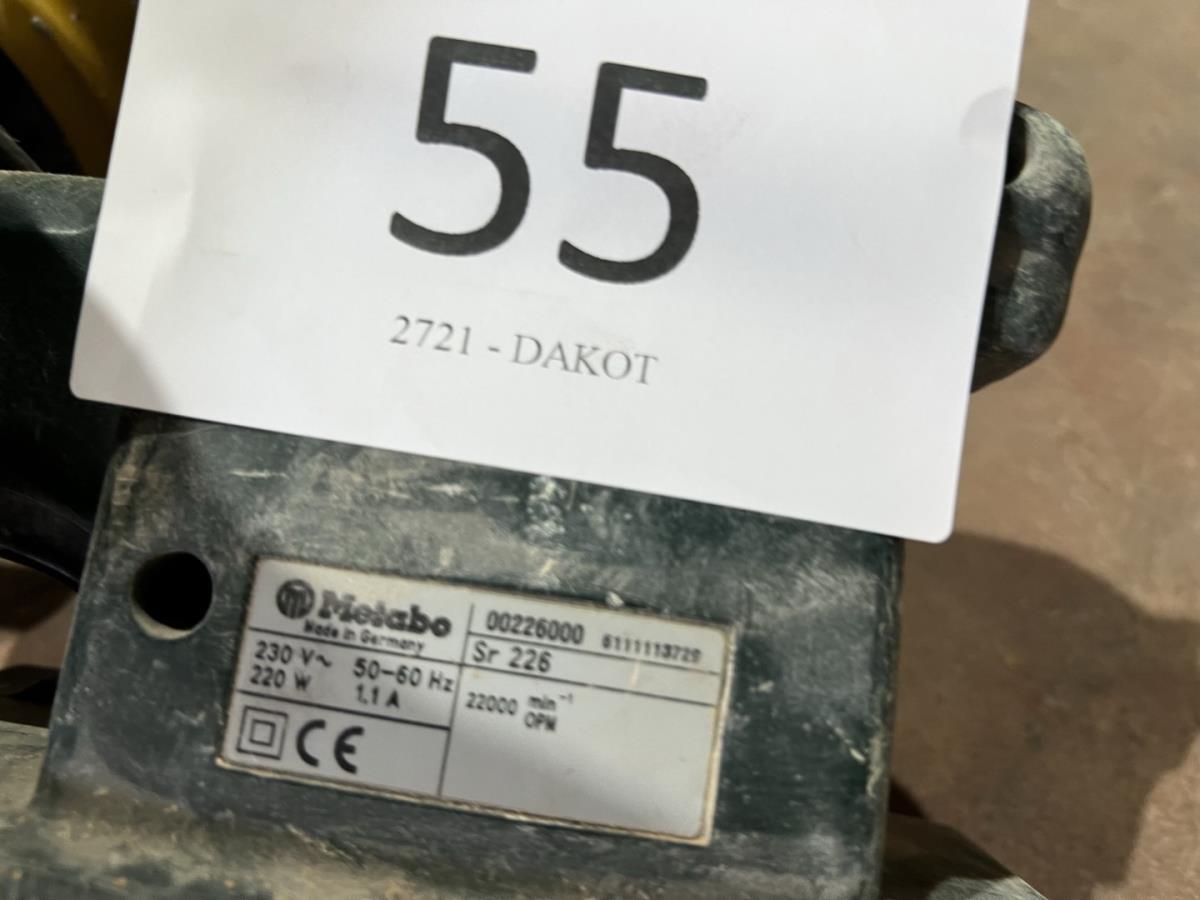 55
2721 - DAKOT
Metabo
Made in Germany
230 V~ 50-60 Hz
220 W 1.1 A
CE
00226000 6111113729
Sr 226
22000 min⁻¹
OPM